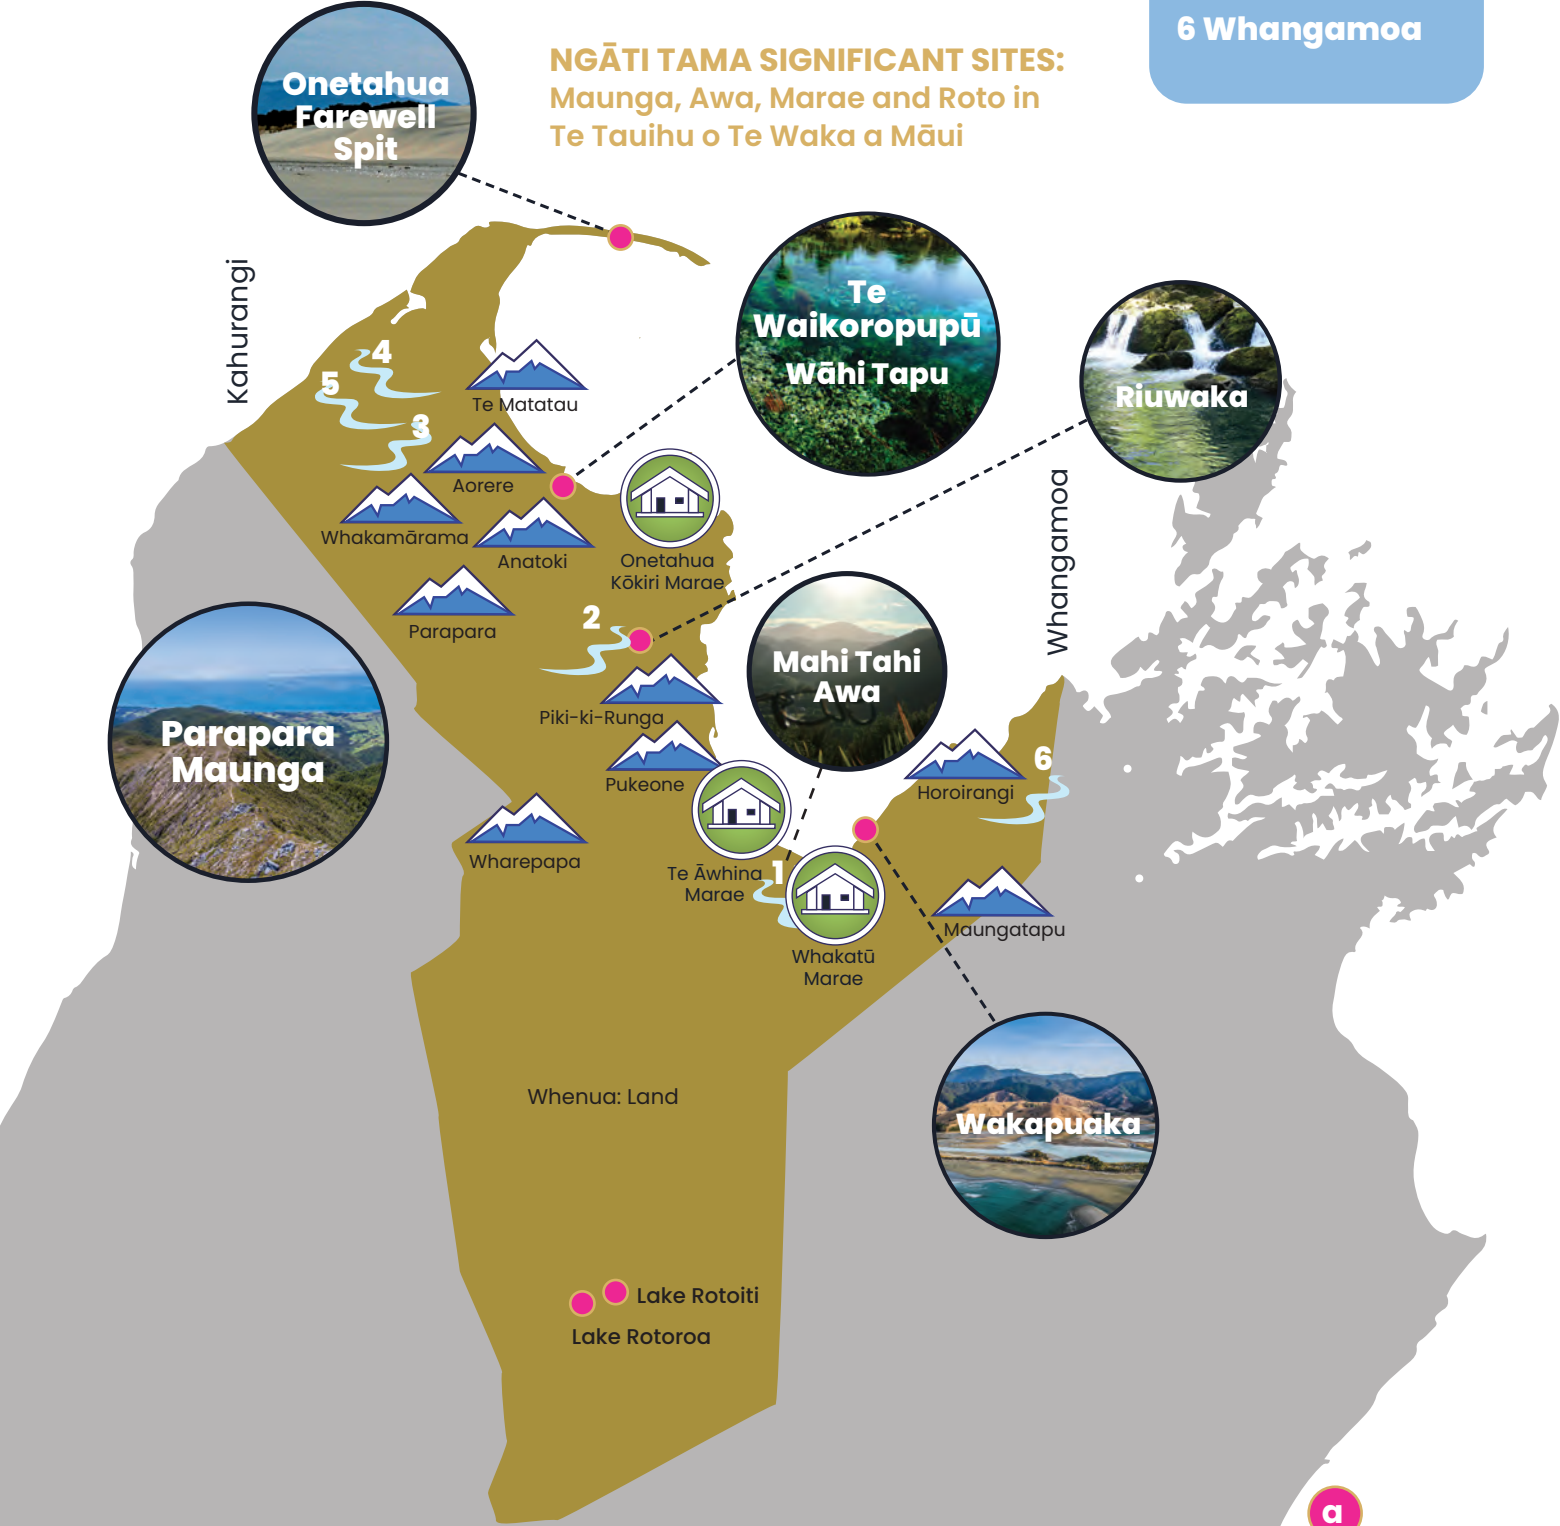 6 Whangamoa
NGĀTI TAMA SIGNIFICANT SITES:
Maunga, Awa, Marae and Roto in
Te Tauihu o Te Waka a Māui
Onetahua
Farewell
Spit
Kahurangi
Te
Waikoropupū
Wāhi Tapu
Riuwaka
4
5
3
Te Matatau
Aorere
Whakamārama
Anatoki
Onetahua
Kōkiri Marae
Whangamoa
Parapara
2
Mahi Tahi
Awa
Parapara
Maunga
Piki-ki-Runga
Pukeone
6
Horoirangi
Wharepapa
Te Āwhina
Marae
1
Maungatapu
Whakatū
Marae
Whenua: Land
Wakapuaka
Lake Rotoiti
Lake Rotoroa
a